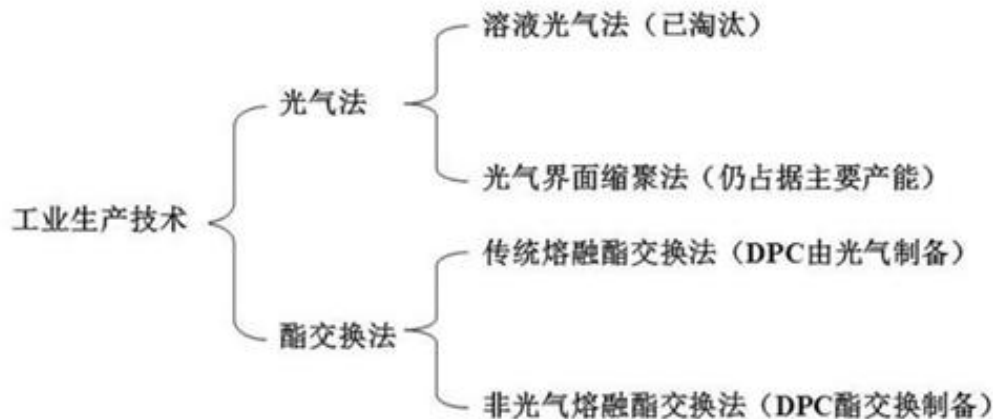 溶液光气法（已淘汰）
光气法
光气界面缩聚法（仍占据主要产能）
工业生产技术
传统熔融酯交换法（DPC由光气制备）
酯交换法
非光气熔融酯交换法（DPC酯交换制备）